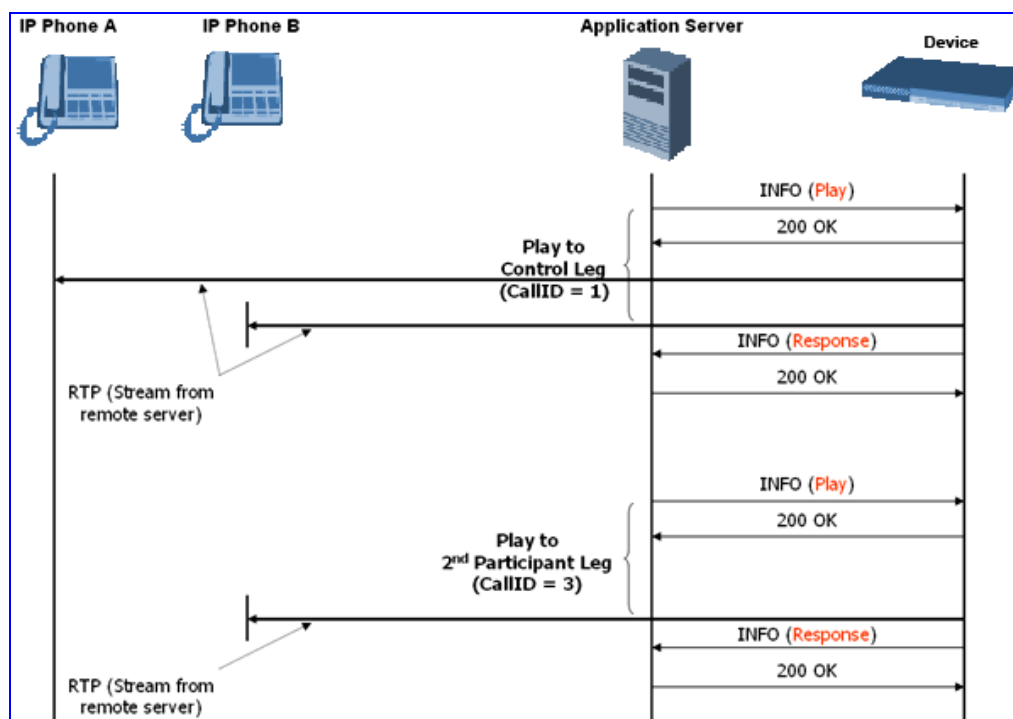 IP Phone A
IP Phone B
Application Server
Device
INFO (Play)
200 OK
Play to
Control Leg
(CallID = 1)
INFO (Response)
200 OK
RTP (Stream from
remote server)
INFO (Play)
200 OK
Play to
2nd Participant Leg
(CallID = 3)
INFO (Response)
200 OK
RTP (Stream from
remote server)